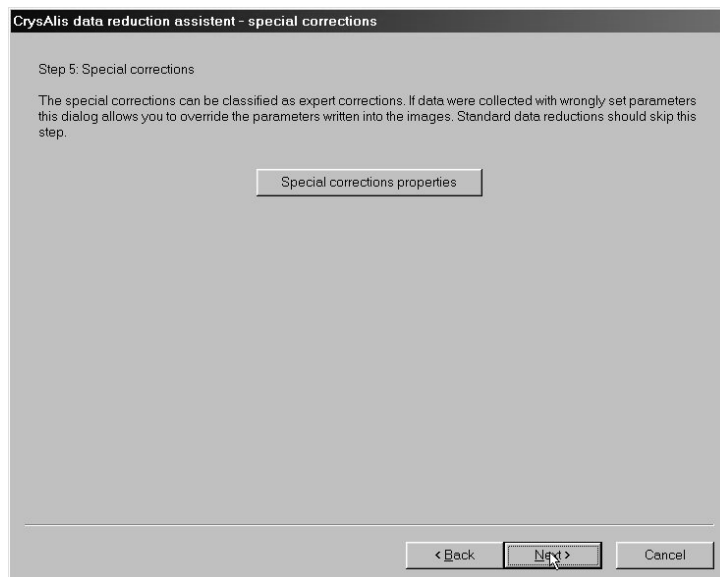 CrysAlis data reduction assistent - special corrections
Step 5: Special corrections
The special corrections can be classified as expert corrections. If data were collected with wrongly set parameters
this dialog allows you to override the parameters written into the images. Standard data reductions should skip this
step.
Special corrections properties
< Back
Next >
Cancel